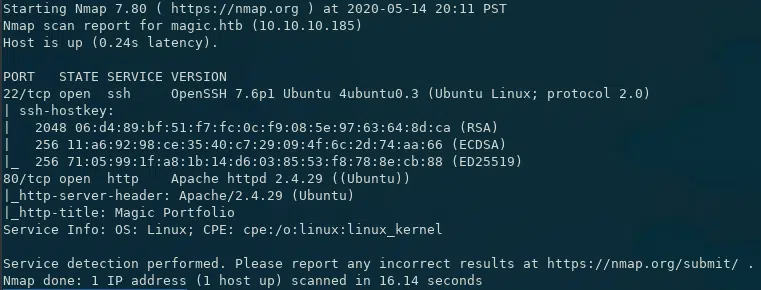 Starting Nmap 7.80 ( https://nmap.org ) at 2020-05-14 20:11 PST
Nmap scan report for magic.htb (10.10.10.185)
Host is up (0.24s latency).

PORT   STATE SERVICE VERSION
22/tcp open  ssh     OpenSSH 7.6p1 Ubuntu 4ubuntu0.3 (Ubuntu Linux; protocol 2.0)
| ssh-hostkey:
|   2048 06:d4:89:bf:51:f7:fc:0c:f9:08:5e:97:63:64:8d:ca (RSA)
|   256 11:a6:92:98:ce:35:40:c7:29:09:4f:6c:2d:74:aa:66 (ECDSA)
|_  256 71:05:99:1f:a8:1b:14:d6:03:85:53:f8:78:8e:cb:88 (ED25519)
80/tcp open  http    Apache httpd 2.4.29 ((Ubuntu))
|_http-server-header: Apache/2.4.29 (Ubuntu)
|_http-title: Magic Portfolio
Service Info: OS: Linux; CPE: cpe:/o:linux:linux_kernel

Service detection performed. Please report any incorrect results at https://nmap.org/submit/ .
Nmap done: 1 IP address (1 host up) scanned in 16.14 seconds